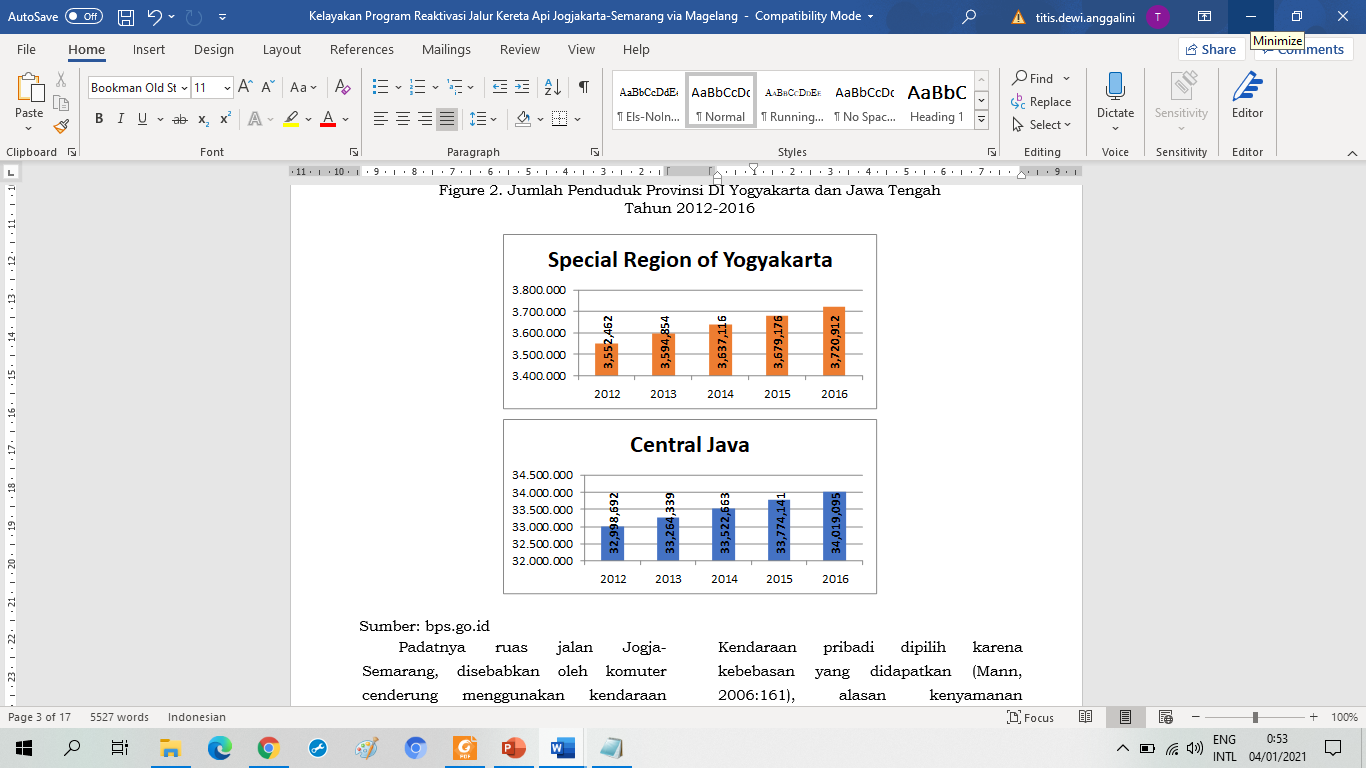 AutoSave Off
Kelayakan Program Reaktivasi Jalur Kereta Api Jogjakarta-Semarang via Magelang - Compatibility Mode
titis.dewi.anggalini T
Minimize
File Home Insert Design Layout References Mailings Review View Help
Share Comments
Paste
Clipboard
Bookman Old St 11
Font
Paragraph
AaBbCcDdEe AaBbCcDc AaBbCcDdEe AaBbCcDc AaBbC
¶ Els-NoIn... ¶ Normal ¶ Running... ¶ No Spac... Heading 1
Styles
Find
Replace
Select
Editing
Dictate
Voice
Sensitivity
Sensitivity
Editor
Editor
Figure 2. Jumlah Penduduk Provinsi DI Yogyakarta dan Jawa Tengah
Tahun 2012-2016
Special Region of Yogyakarta
3.800.000
3.700.000
3.600.000
3.500.000
3.400.000
3,552,462 3,594,854 3,637,116 3,679,176 3,720,912
2012 2013 2014 2015 2016
Central Java
34.500.000
34.000.000
33.500.000
33.000.000
32.500.000
32.000.000
32,998,692 33,264,339 33,522,663 33,774,141 34,019,095
2012 2013 2014 2015 2016
Sumber: bps.go.id
Padatnya ruas jalan Jogja-
Semarang, disebabkan oleh komuter
cenderung menggunakan kendaraan
Kendaraan pribadi dipilih karena
kebebasan yang didapatkan (Mann,
2006:161), alasan kenyamanan
Page 3 of 17 5527 words Indonesian
Focus
100%
ENG
INTL
0:53
04/01/2021